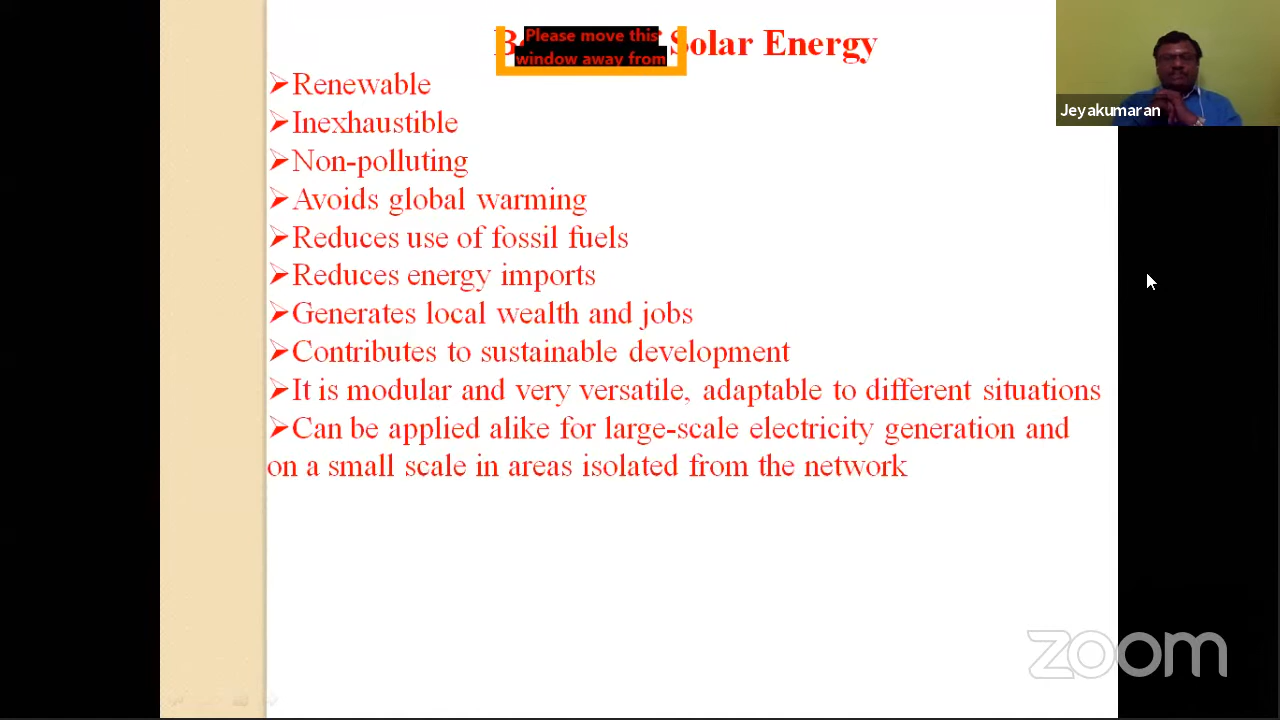 Please move this
window away from
Solar Energy
➢Renewable
➢Inexhaustible
➢Non-polluting
➢Avoids global warming
➢Reduces use of fossil fuels
➢Reduces energy imports
➢Generates local wealth and jobs
➢Contributes to sustainable development
➢It is modular and very versatile, adaptable to different situations
➢Can be applied alike for large-scale electricity generation and
on a small scale in areas isolated from the network
Jeyakumaran
zoom